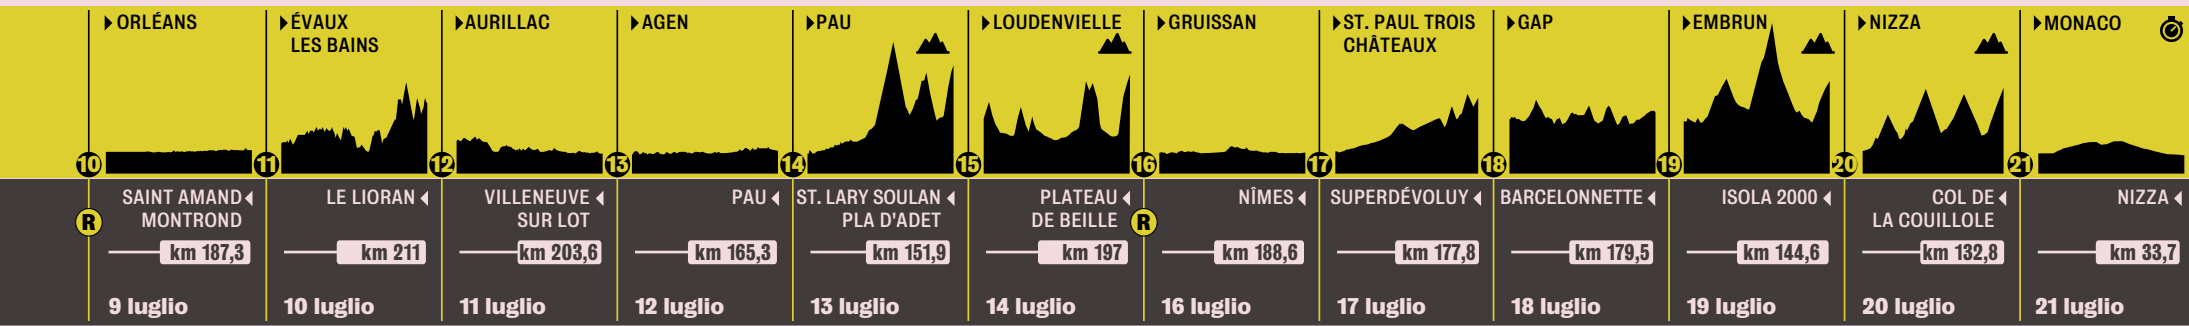 10
ORLÉANS
SAINT AMAND
MONTROND
R
km 187,3
9 luglio
11
ÉVAUX
LES BAINS
LE LIORAN
km 211
10 luglio
12
AURILLAC
VILLENEUVE
SUR LOT
km 203,6
11 luglio
13
AGEN
PAU
km 165,3
12 luglio
14
PAU
ST. LARY SOULAN
PLA D'ADET
km 151,9
13 luglio
15
LOUDENVIELLE
PLATEAU
DE BEILLE
km 197
14 luglio
16
R
GRUISSAN
NÎMES
km 188,6
16 luglio
17
ST. PAUL TROIS
CHÂTEAUX
SUPERDÉVOLUY
km 177,8
17 luglio
18
GAP
BARCELONNETTE
km 179,5
18 luglio
19
EMBRUN
ISOLA 2000
km 144,6
19 luglio
20
NIZZA
COL DE
LA COUILLOLE
km 132,8
20 luglio
21
MONACO
NIZZA
km 33,7
21 luglio